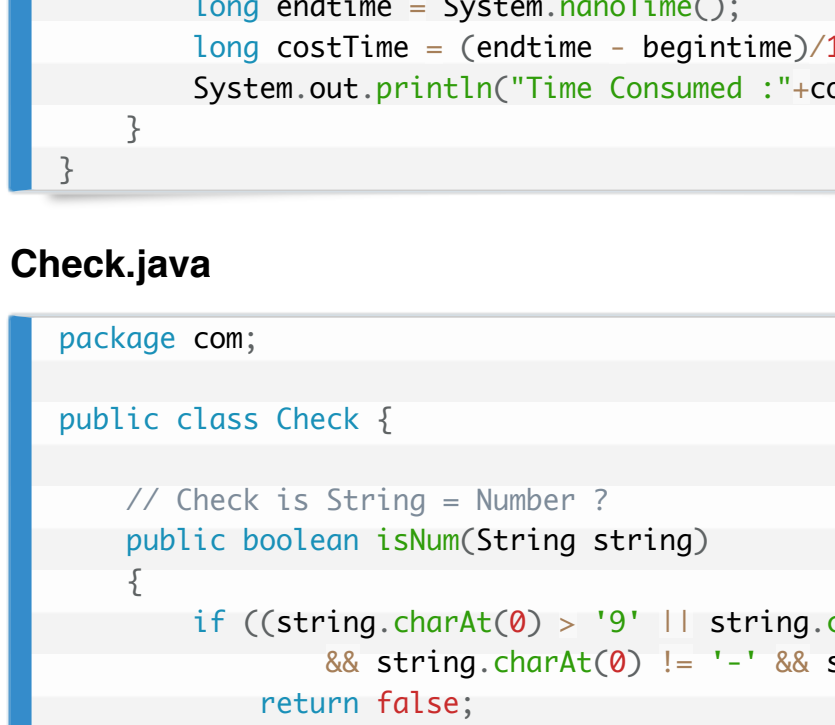 long endtime = System.nanoTime();
long costTime = (endtime - begintime)/1
System.out.println("Time Consumed :"+co
}
}
Check.java
package com;
public class Check {
// Check is String = Number ?
public boolean isNum(String string)
{
if ((string.charAt(0) > '9' || string.c
&& string.charAt(0) != '-' && s
return false;